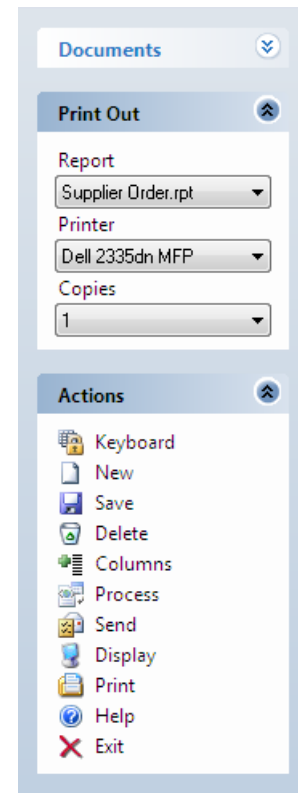 Documents
Print Out
Report
Supplier Order.rpt
Printer
Dell 2335dn MFP
Copies
1
Actions
Keyboard
New
Save
Delete
Columns
Process
Send
Display
Print
Help
Exit